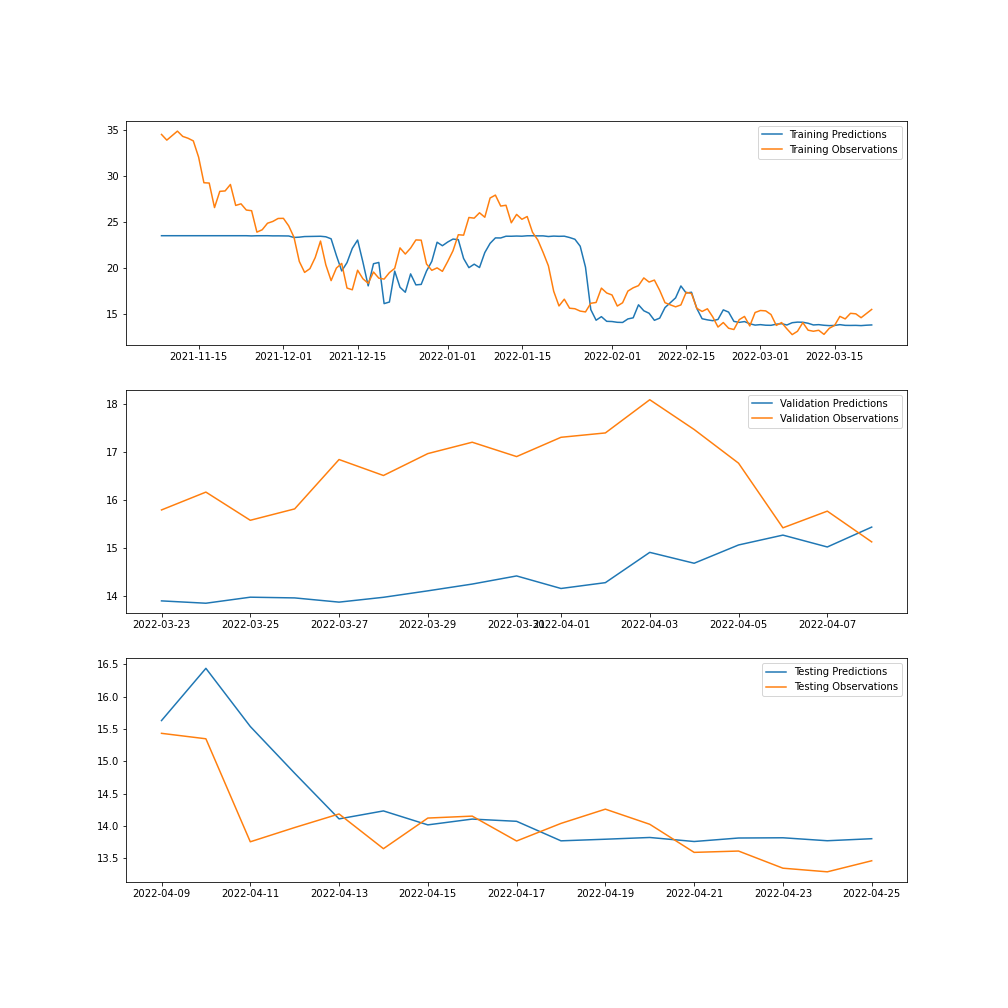 35
30
25
20
15
Training Predictions
Training Observations
2021-11-15 2021-12-01 2021-12-15 2022-01-01 2022-01-15 2022-02-01 2022-02-15 2022-03-01 2022-03-15
18
17
16
15
14
Validation Predictions
Validation Observations
2022-03-23 2022-03-25 2022-03-27 2022-03-29 2022-03-31 2022-04-01 2022-04-03 2022-04-05 2022-04-07
16.5
16.0
15.5
15.0
14.5
14.0
13.5
Testing Predictions
Testing Observations
2022-04-09 2022-04-11 2022-04-13 2022-04-15 2022-04-17 2022-04-19 2022-04-21 2022-04-23 2022-04-25